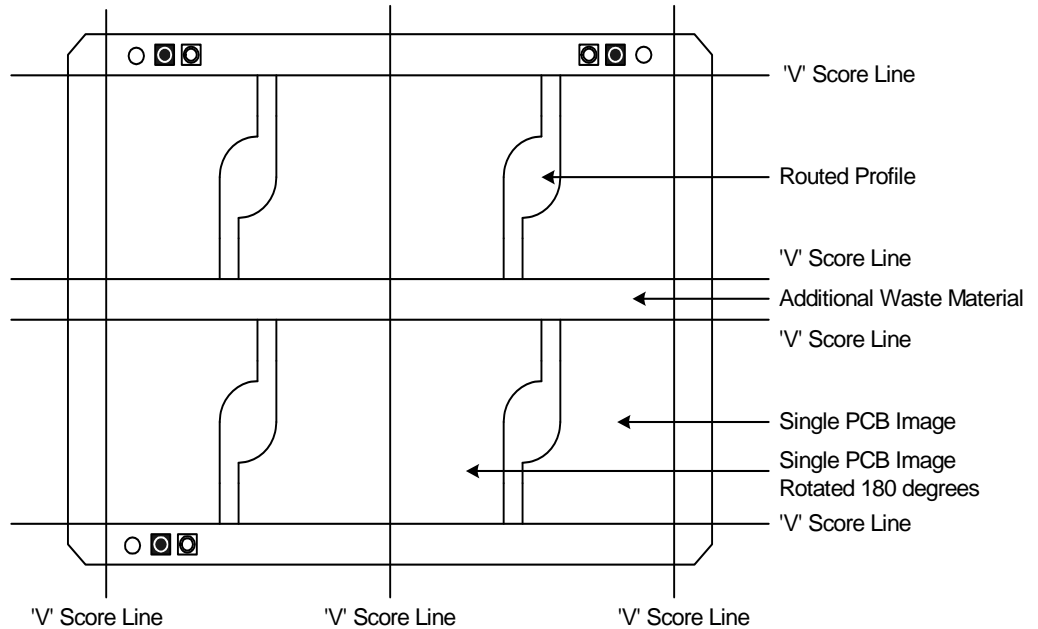 'V' Score Line
Routed Profile
'V' Score Line
Additional Waste Material
'V' Score Line
Single PCB Image
Single PCB Image
Rotated 180 degrees
'V' Score Line
'V' Score Line
'V' Score Line
'V' Score Line